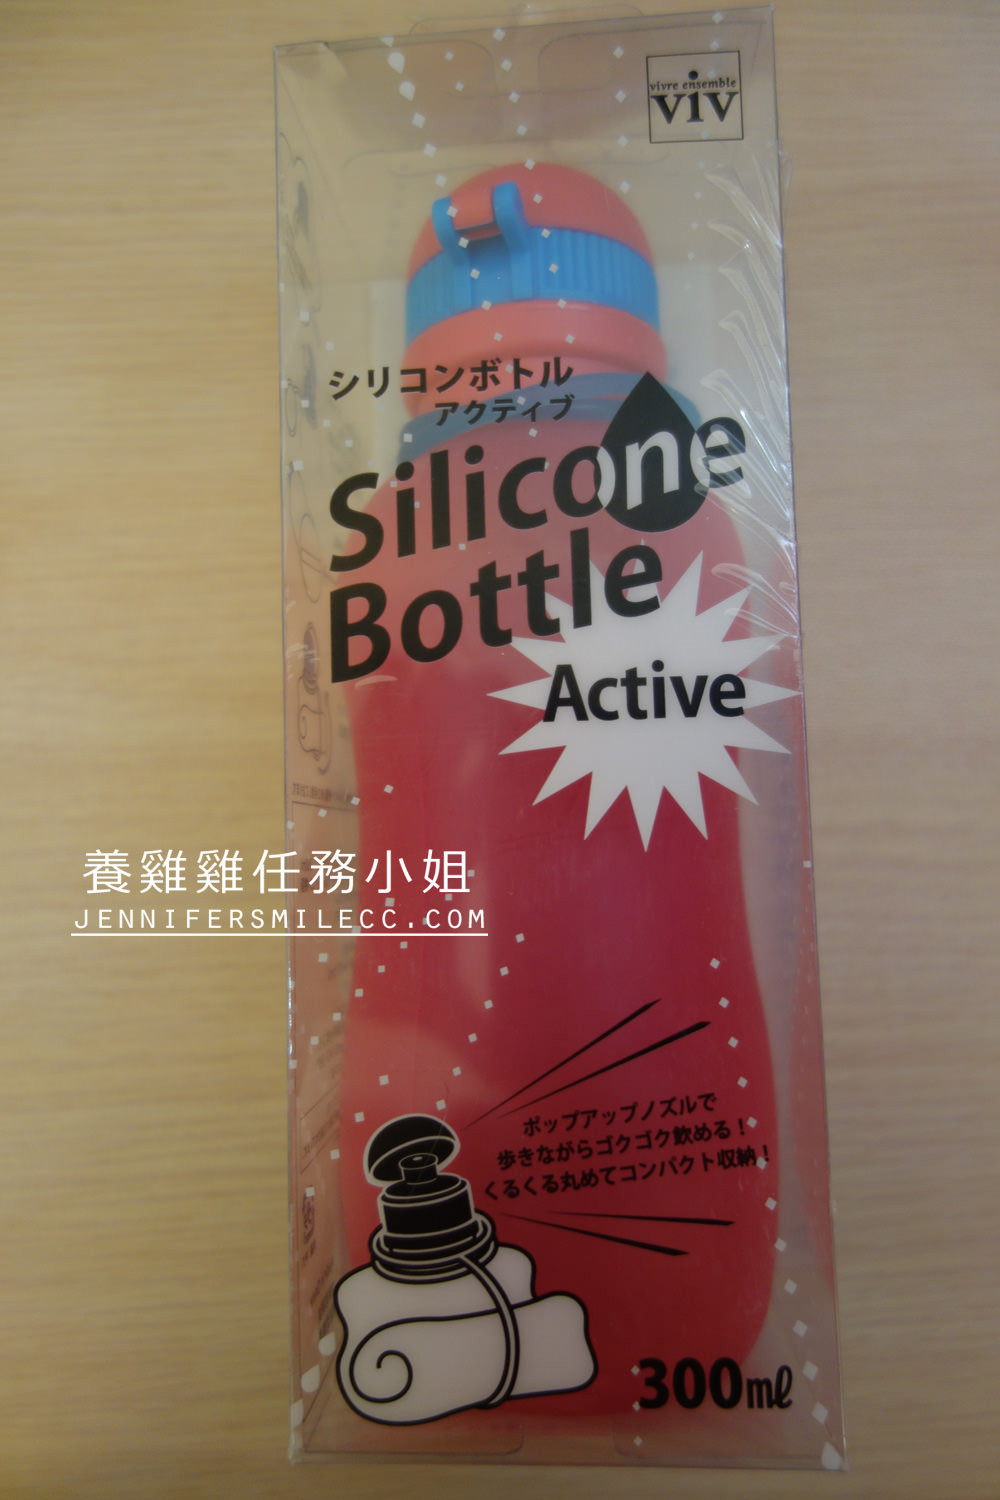 vivre ensemble
viv
シリコンボトル
アクティブ
Silicone
Bottle
Active
養雞雞任務小姐
JENNIFERSMILECC.COM
ポップアップノズルで
歩きながらゴクゴク飲める！
くるくる丸めてコンパクト収納！
300mℓ